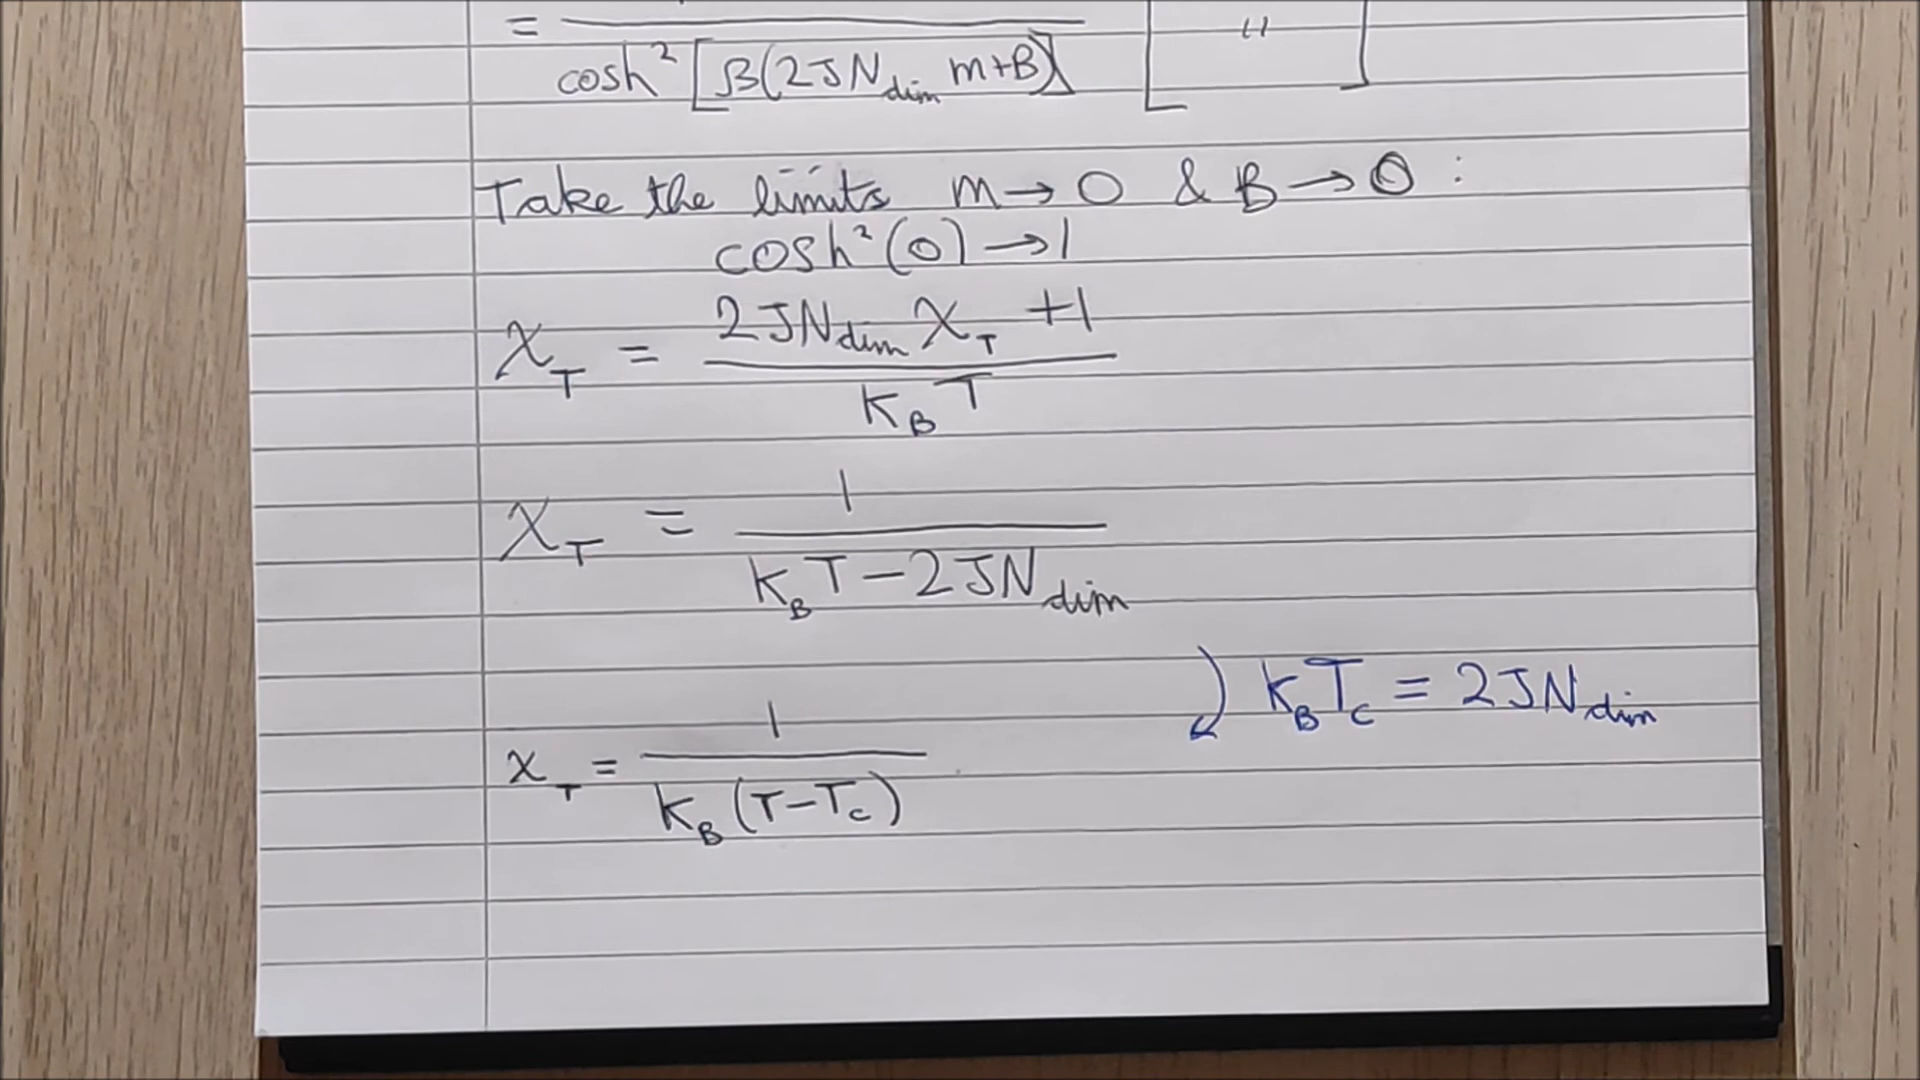 = ―――― [ " ]
cosh² [β(2JN_dim m+B)]
Take the limits m → 0 & B → 0 :
cosh²(0) → 1
χ_T = (2JN_dim χ_T + 1) / (k_B T)
χ_T = 1 / (k_B T − 2JN_dim)
k_B T_c = 2JN_dim
χ_T = 1 / (k_B (T−T_c))